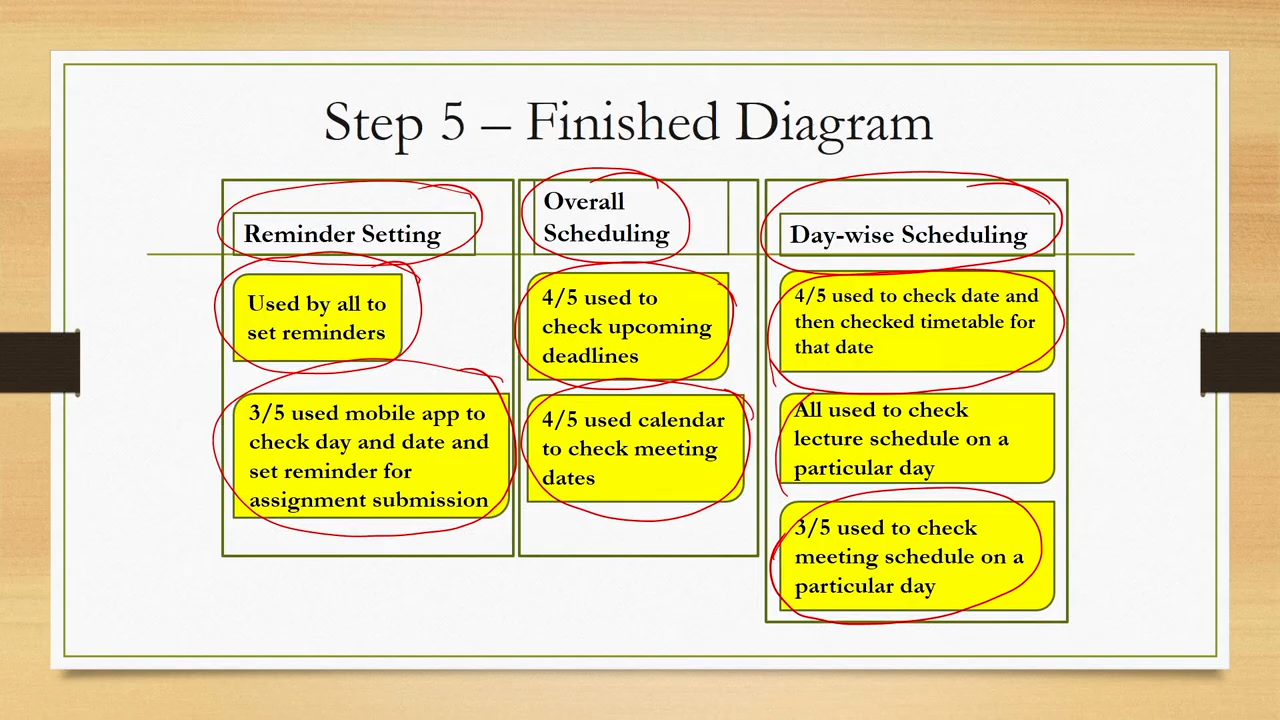 Step 5 – Finished Diagram
Reminder Setting
Used by all to
set reminders
3/5 used mobile app to
check day and date and
set reminder for
assignment submission
Overall
Scheduling
4/5 used to
check upcoming
deadlines
4/5 used calendar
to check meeting
dates
Day-wise Scheduling
4/5 used to check date and
then checked timetable for
that date
All used to check
lecture schedule on a
particular day
3/5 used to check
meeting schedule on a
particular day